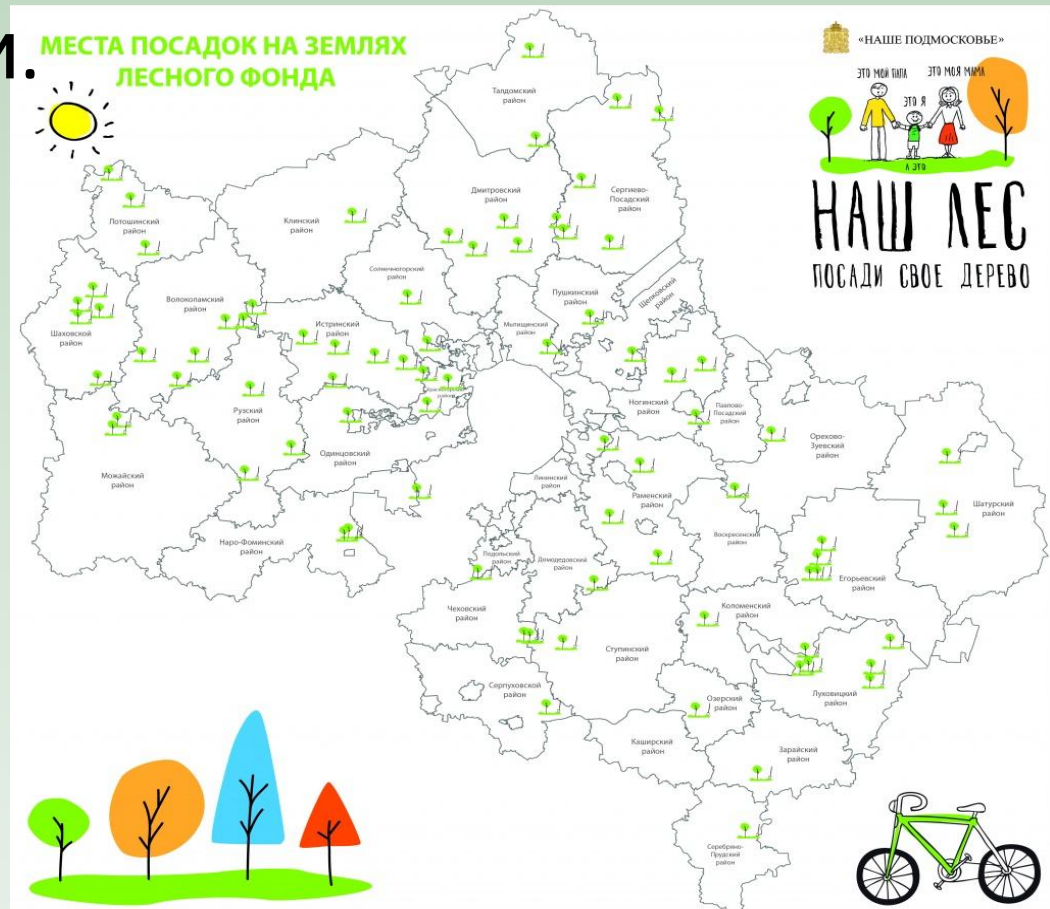 И.
МЕСТА ПОСАДОК НА ЗЕМЛЯХ
ЛЕСНОГО ФОНДА
«НАШЕ ПОДМОСКОВЬЕ»
ЭТО МОЙ ПАПА
ЭТО МОЯ МАМА
ЭТО Я
А ЭТО
НАШ ЛЕС
ПОСАДИ СВОЕ ДЕРЕВО
Талдомский
район
Дмитровский
район
Сергиево-
Посадский
район
Лотошинский
район
Клинский
район
Солнечногорский
район
Пушкинский
район
Щелковский
район
Волоколамский
район
Шаховской
район
Истринский
район
Мытищинский
район
район
Рузский
район
Ногинский
район
Павлово-
Посадский
район
Орехово-
Зуевский
район
Одинцовский
район
Можайский
район
Ленинский
район
Раменский
район
Шатурский
район
Наро-Фоминский
район
Подольский
район
Домодедовский
район
Воскресенский
район
Егорьевский
район
Чеховский
район
Коломенский
район
Ступинский
район
Серпуховской
район
Озерский
район
Луховицкий
район
Каширский
район
Зарайский
район
Серебряно-
Прудский
район